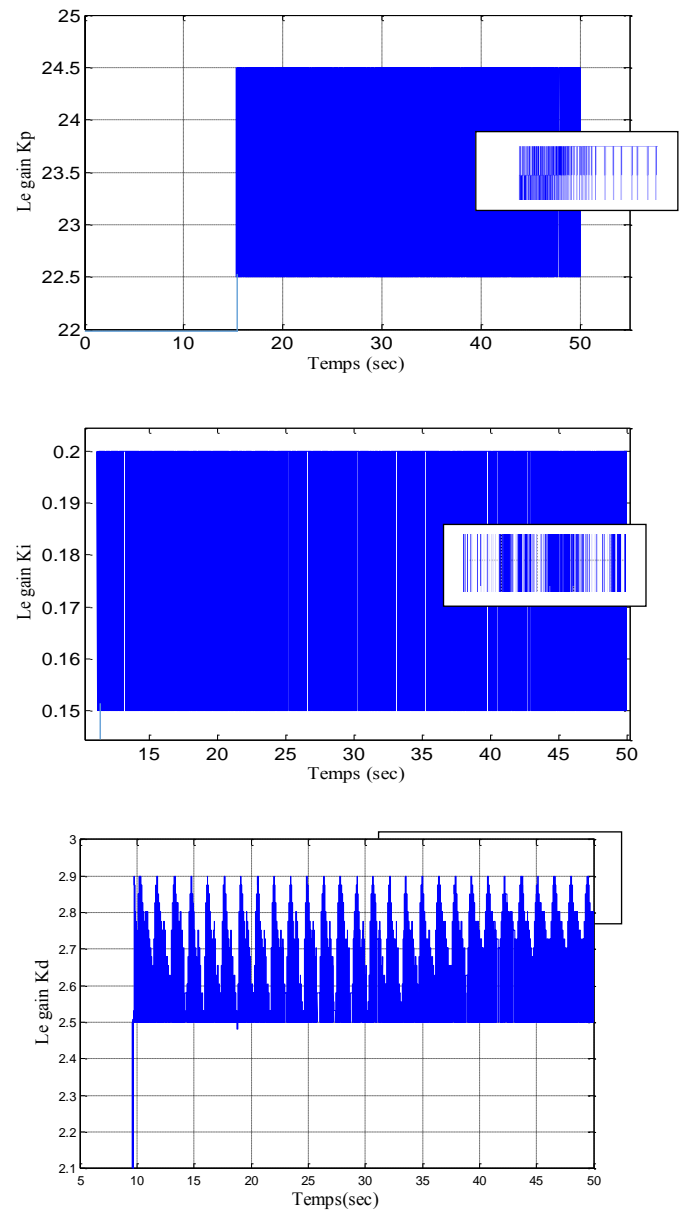 25
24.5
24
23.5
23
22.5
22
Le gain Kp
0 10 20 30 40 50
Temps (sec)
0.2
0.19
0.18
0.17
0.16
0.15
Le gain Ki
15 20 25 30 35 40 45 50
Temps (sec)
3
2.9
2.8
2.7
2.6
2.5
2.4
2.3
2.2
2.1
Le gain Kd
5 10 15 20 25 30 35 40 45 50
Temps(sec)